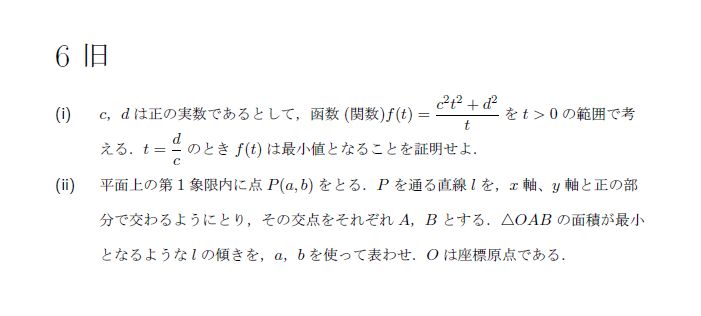 6 旧
(i) c，d は正の実数であるとして，函数 (関数)f(t) = \frac{c²t² + d²}{t} を t > 0 の範囲で考
える．t = \frac{d}{c} のとき f(t) は最小値となることを証明せよ．
(ii) 平面上の第 1 象限内に点 P(a, b) をとる．P を通る直線 l を，x 軸、y 軸と正の部
分で交わるようにとり，その交点をそれぞれ A，B とする．△OAB の面積が最小
となるような l の傾きを，a，b を使って表わせ．O は座標原点である．